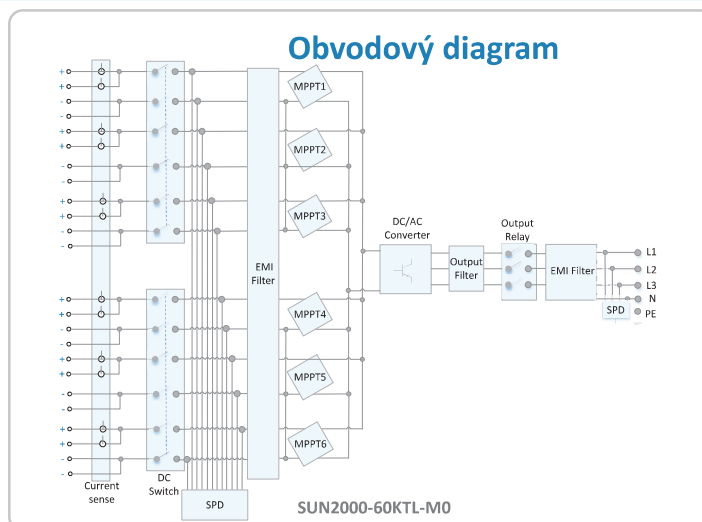 Obvodový diagram
+
+
-
-
+
+
-
-
+
+
-
-
+
+
-
-
+
+
-
-
+
+
-
-
Current
sense
DC
Switch
SPD
EMI
Filter
MPPT1
MPPT2
MPPT3
MPPT4
MPPT5
MPPT6
DC/AC
Converter
Output
Filter
Output
Relay
EMI Filter
L1
L2
L3
N
PE
SPD
SUN2000-60KTL-M0